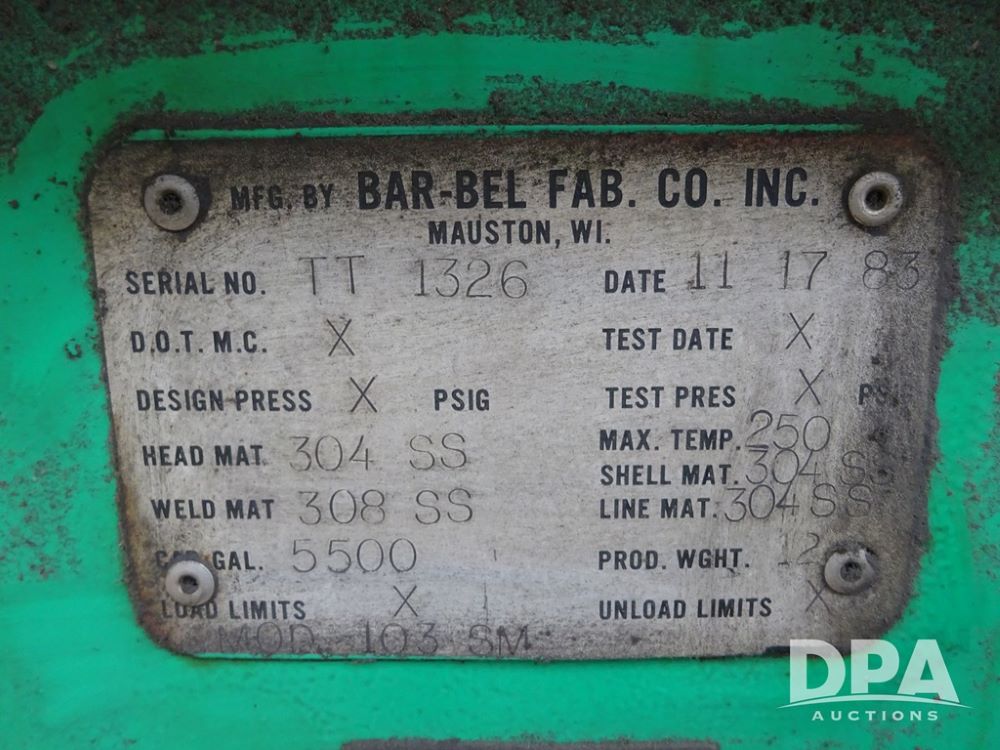 MFG. BY BAR-BEL FAB. CO. INC.
MAUSTON, WI.
SERIAL NO. TT 1326 DATE 11 17 83
D.O.T. M.C. X TEST DATE X
DESIGN PRESS X PSIG TEST PRES X
HEAD MAT. 304 SS MAX. TEMP. 250
SHELL MAT. 304 SS
WELD MAT 308 SS LINE MAT. 304 SS
GAL. 5500 PROD. WGHT.
LOAD LIMITS X UNLOAD LIMITS X
MOD 103 SM
DPA
AUCTIONS